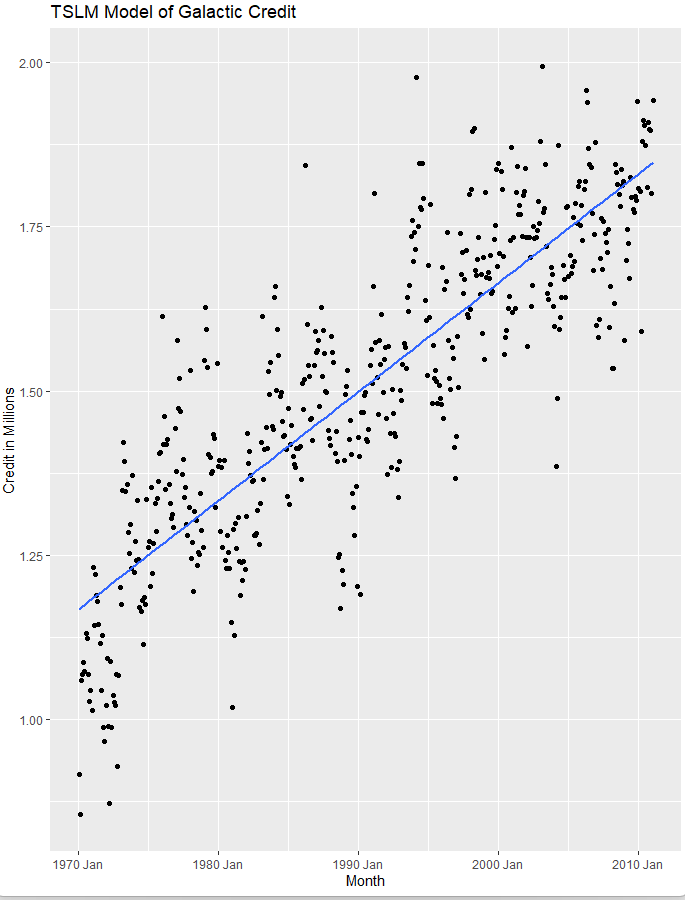 TSLM Model of Galactic Credit
Credit in Millions
2.00
1.75
1.50
1.25
1.00
1970 Jan 1980 Jan 1990 Jan 2000 Jan 2010 Jan
Month